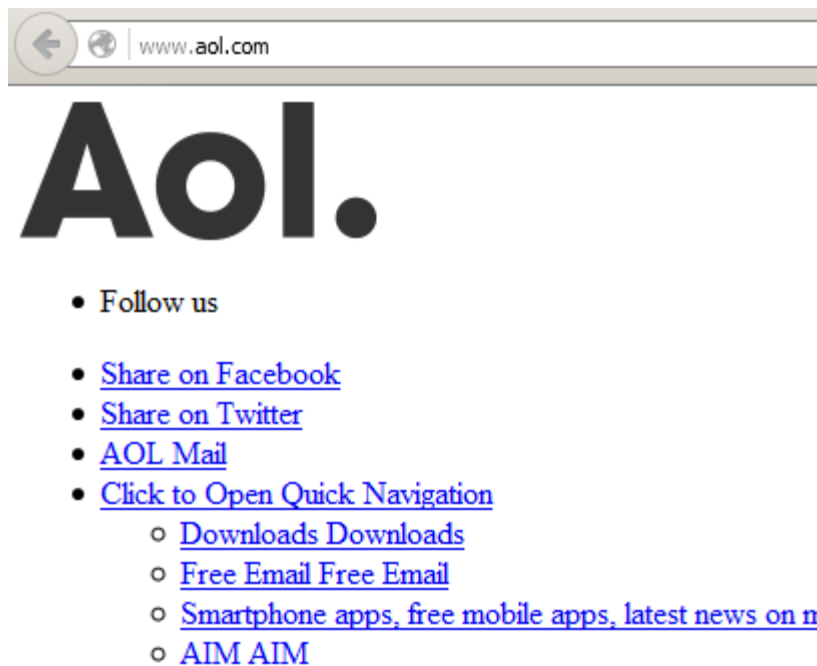 www.aol.com
Aol.
Follow us
Share on Facebook
Share on Twitter
AOL Mail
Click to Open Quick Navigation
Downloads Downloads
Free Email Free Email
Smartphone apps, free mobile apps, latest news on
AIM AIM